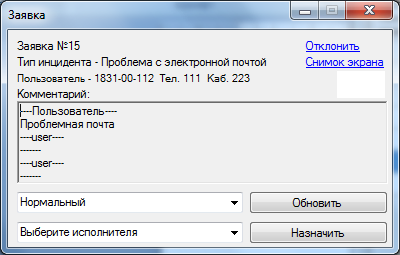 Заявка
Заявка №15
Отклонить
Тип инцидента - Проблема с электронной почтой
Снимок экрана
Пользователь - 1831-00-112 Тел. 111 Каб. 223
Комментарий:
----Пользователь----
Проблемная почта
----user----
-------
----user----
-------
Нормальный
Обновить
Выберите исполнителя
Назначить